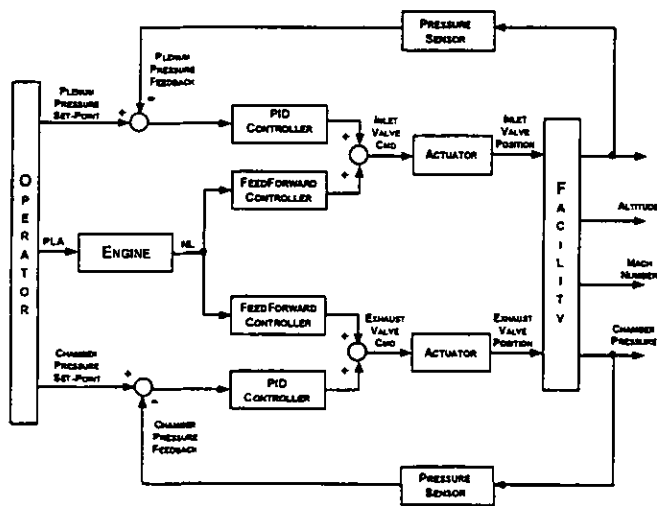 PRESSURE
SENSOR
PLENUM
PRESSURE
FEEDBACK
PLENUM
PRESSURE
SET-POINT
+
-
PID
CONTROLLER
+
+
INLET
VALVE
CMD
ACTUATOR
INLET
VALVE
POSITION
OPERATOR
FEEDFORWARD
CONTROLLER
FACILITY
ALTITUDE
PLA
ENGINE
NL
MACH
NUMBER
FEEDFORWARD
CONTROLLER
+
+
EXHAUST
VALVE
CMD
ACTUATOR
EXHAUST
VALVE
POSITION
CHAMBER
PRESSURE
CHAMBER
PRESSURE
SET-POINT
+
-
PID
CONTROLLER
CHAMBER
PRESSURE
FEEDBACK
PRESSURE
SENSOR